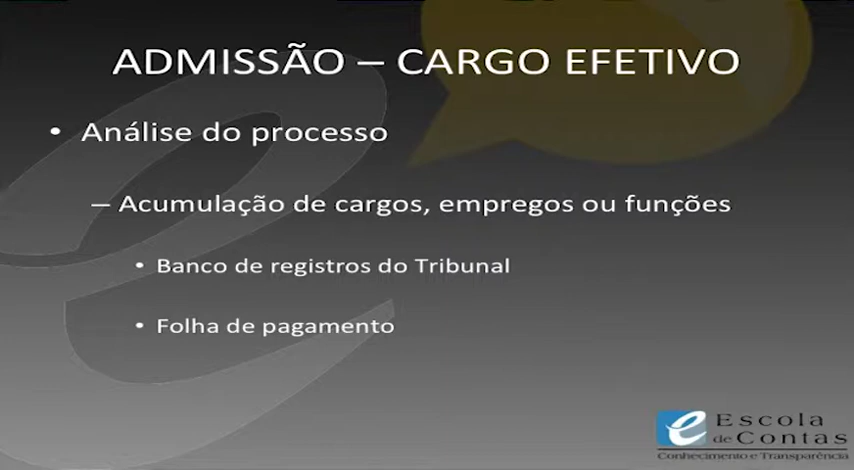 ADMISSÃO – CARGO EFETIVO
• Análise do processo
– Acumulação de cargos, empregos ou funções
• Banco de registros do Tribunal
• Folha de pagamento
e Escola
de Contas
Conhecimento e Transparência